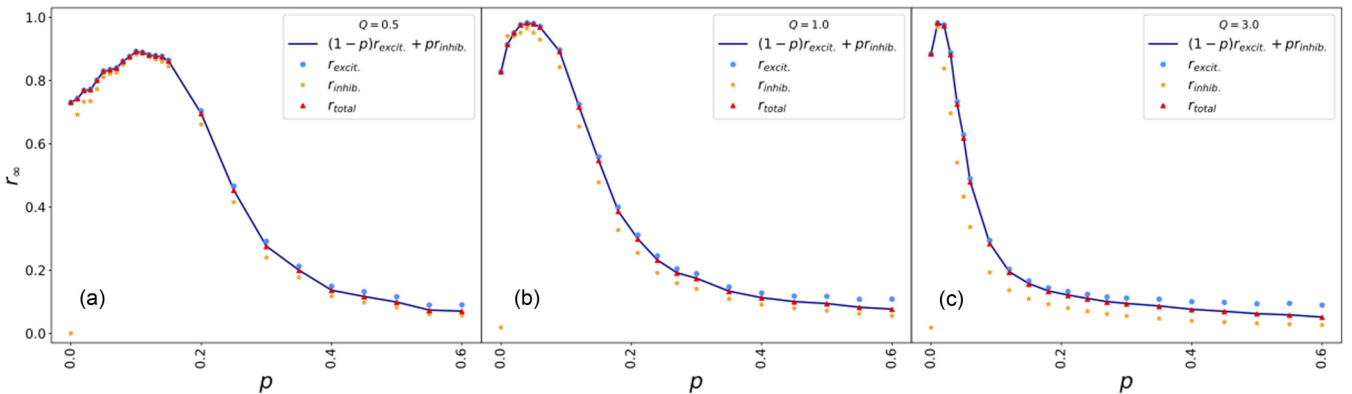 Q = 0.5
(1 − p)r_excit. + pr_inhib.
r_excit.
r_inhib.
r_total
Q = 1.0
(1 − p)r_excit. + pr_inhib.
r_excit.
r_inhib.
r_total
Q = 3.0
(1 − p)r_excit. + pr_inhib.
r_excit.
r_inhib.
r_total
1.0
0.8
0.6
0.4
0.2
0.0
r_∞
(a)
(b)
(c)
0.0 0.2 0.4 0.6
0.0 0.2 0.4 0.6
0.0 0.2 0.4 0.6
p
p
p